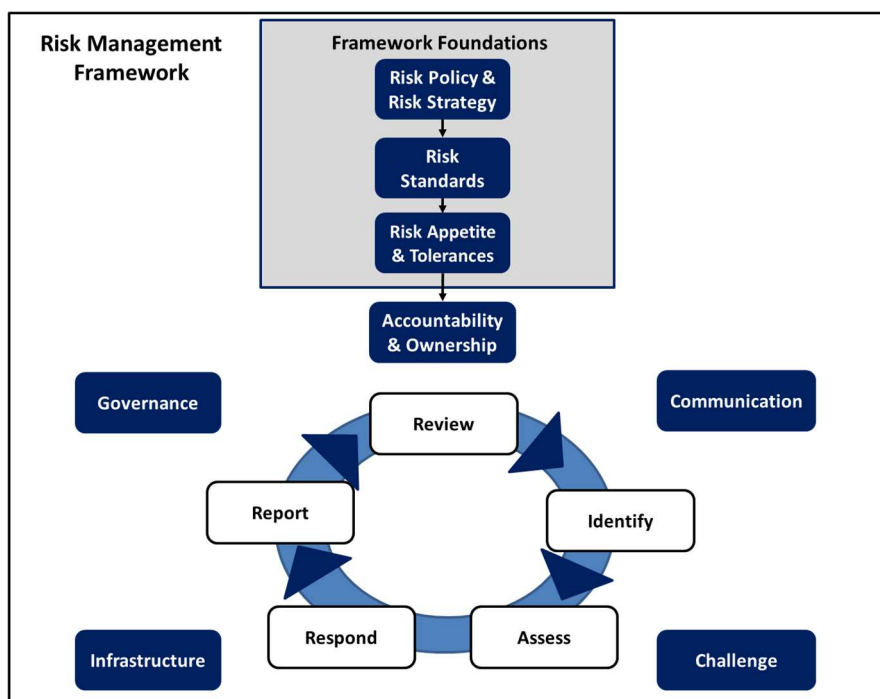 Risk Management
Framework
Framework Foundations
Risk Policy &
Risk Strategy
Risk
Standards
Risk Appetite
& Tolerances
Accountability
& Ownership
Governance
Communication
Review
Report
Identify
Respond
Assess
Infrastructure
Challenge